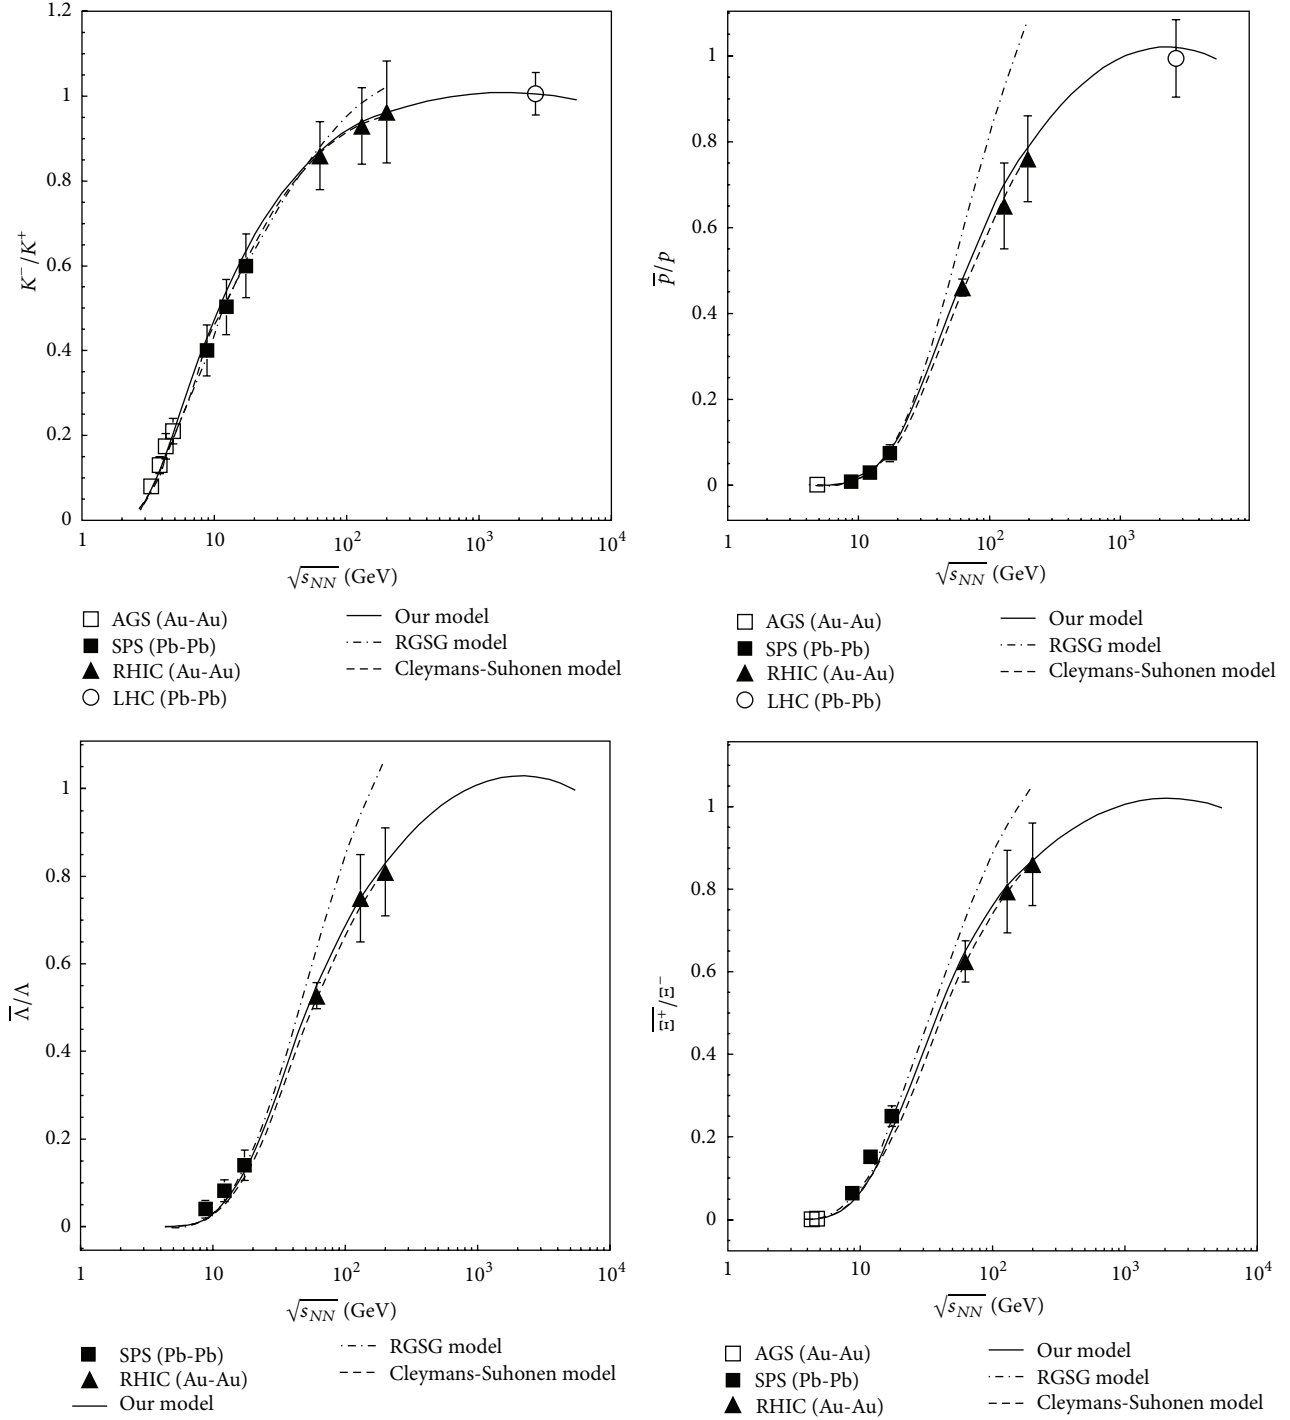 1.2
1
0.8
0.6
0.4
0.2
0
K⁻/K⁺
1 10 10² 10³ 10⁴
√s_NN (GeV)
AGS (Au-Au)
SPS (Pb-Pb)
RHIC (Au-Au)
LHC (Pb-Pb)
Our model
RGSG model
Cleymans-Suhonen model
1
0.8
0.6
0.4
0.2
0
p̅/p
1 10 10² 10³
√s_NN (GeV)
AGS (Au-Au)
SPS (Pb-Pb)
RHIC (Au-Au)
LHC (Pb-Pb)
Our model
RGSG model
Cleymans-Suhonen model
1
0.8
0.6
0.4
0.2
0
Λ̅/Λ
1 10 10² 10³ 10⁴
√s_NN (GeV)
SPS (Pb-Pb)
RHIC (Au-Au)
Our model
RGSG model
Cleymans-Suhonen model
1
0.8
0.6
0.4
0.2
0
Ξ̅⁺/Ξ⁻
1 10 10² 10³ 10⁴
√s_NN (GeV)
AGS (Au-Au)
SPS (Pb-Pb)
RHIC (Au-Au)
Our model
RGSG model
Cleymans-Suhonen model